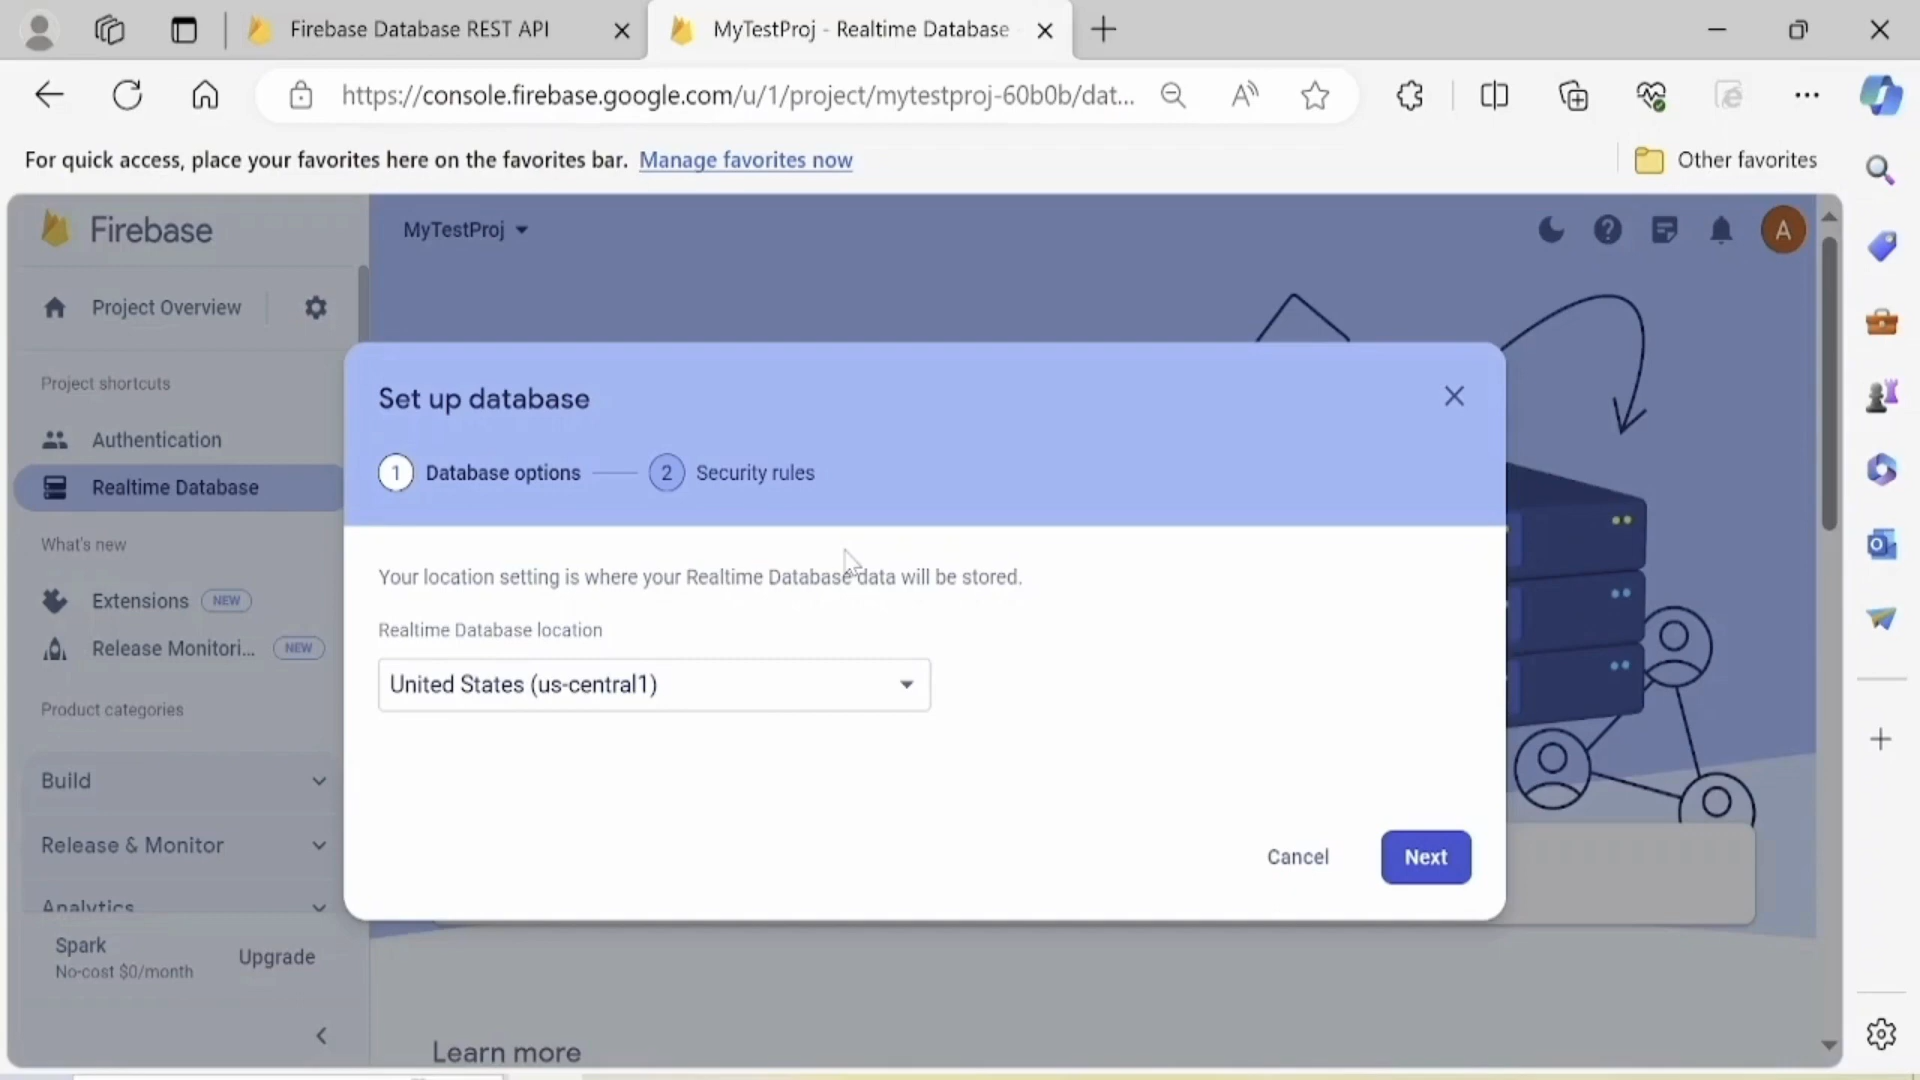 Firebase Database REST API
MyTestProj - Realtime Database
https://console.firebase.google.com/u/1/project/mytestproj-60b0b/dat...
For quick access, place your favorites here on the favorites bar. Manage favorites now
Other favorites
Firebase
MyTestProj
A
Project Overview
Project shortcuts
Authentication
Realtime Database
What's new
Extensions NEW
Release Monitori... NEW
Product categories
Build
Release & Monitor
Analytics
Spark
No-cost $0/month
Upgrade
Set up database
1 Database options
2 Security rules
Your location setting is where your Realtime Database data will be stored.
Realtime Database location
United States (us-central1)
Cancel
Next
Learn more